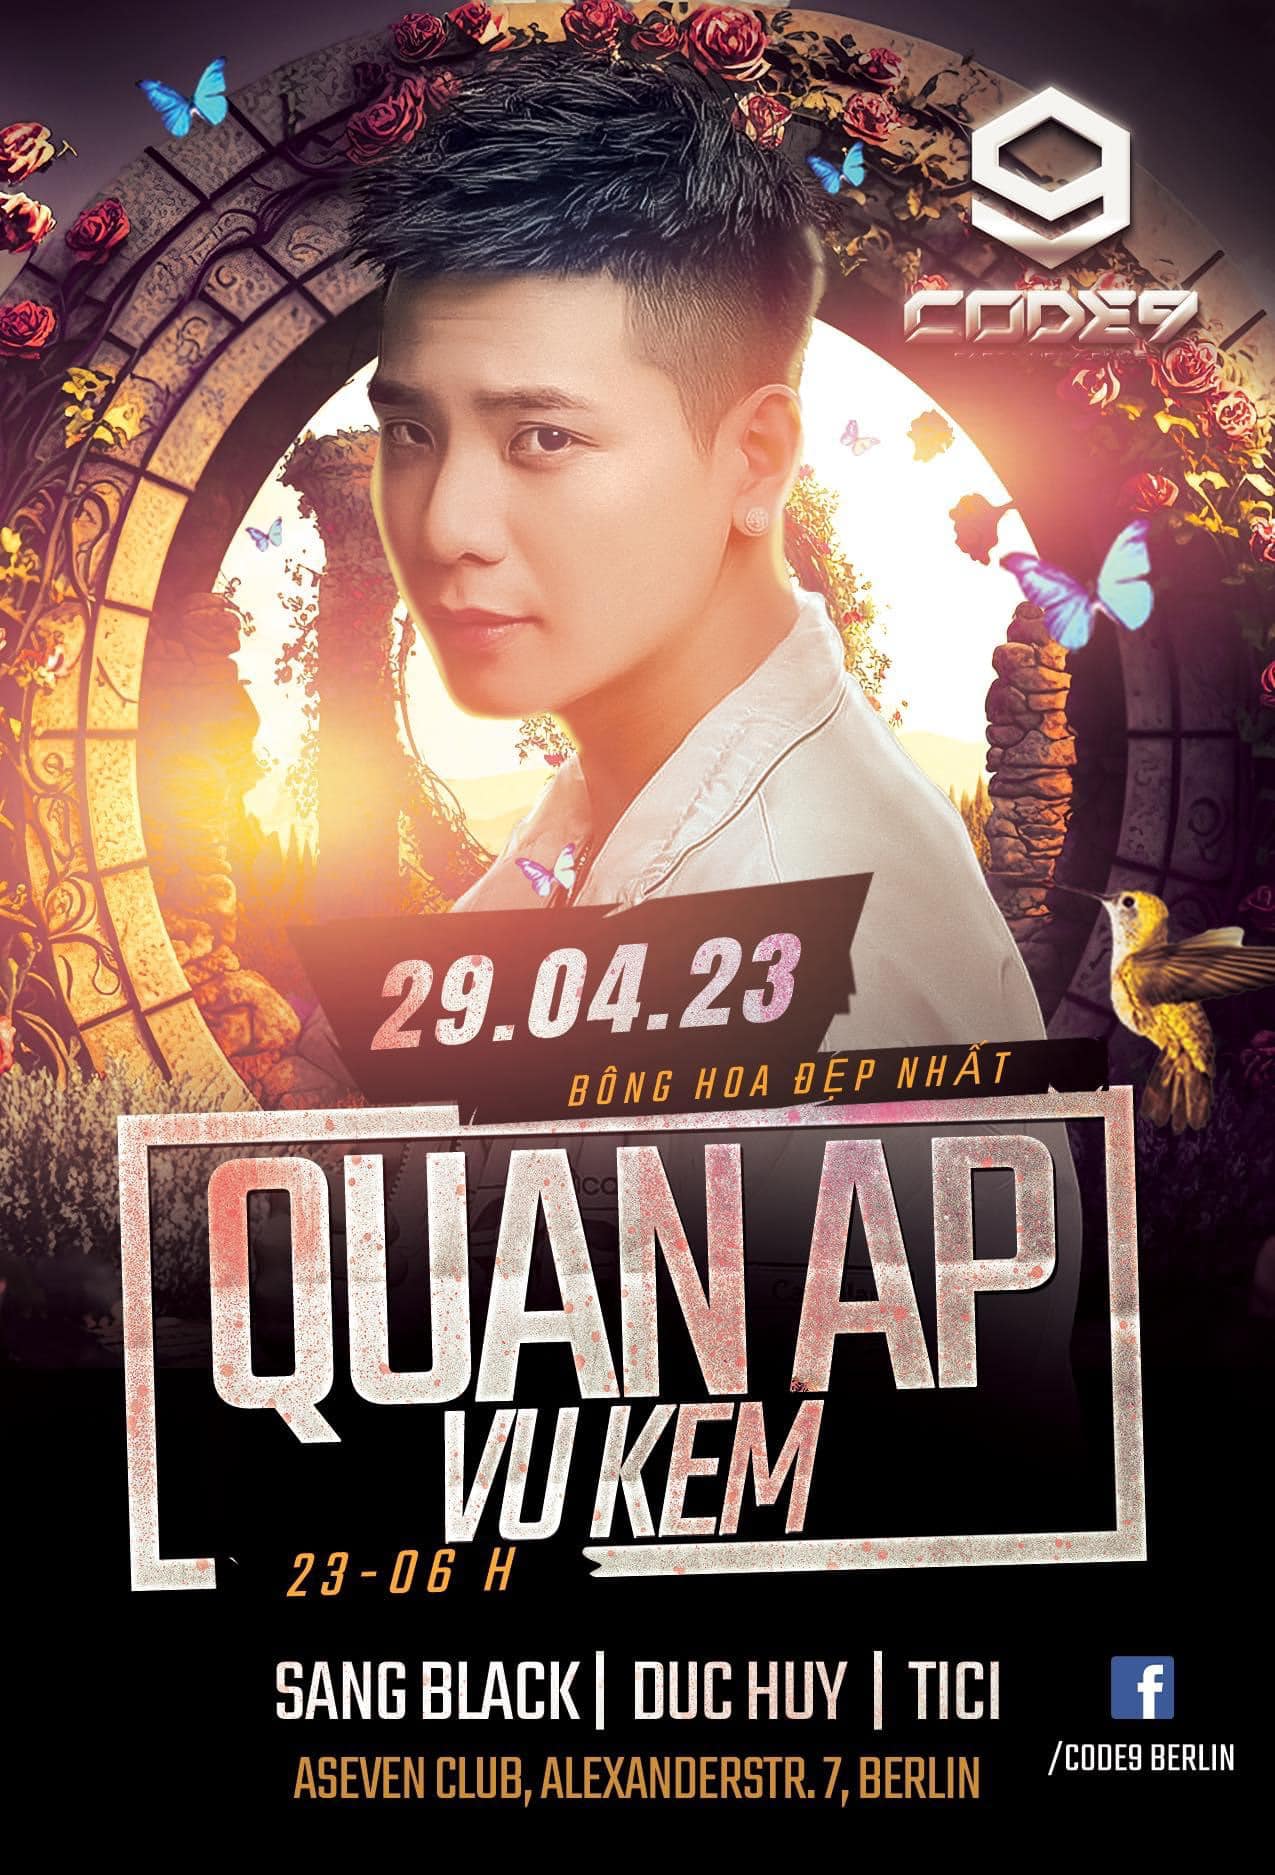 9
CODE9
29.04.23
BÔNG HOA ĐẸP NHẤT
QUAN AP
VU KEM
23-06 H
SANG BLACK | DUC HUY | TICI
ASEVEN CLUB, ALEXANDERSTR. 7, BERLIN
f
/CODE9 BERLIN